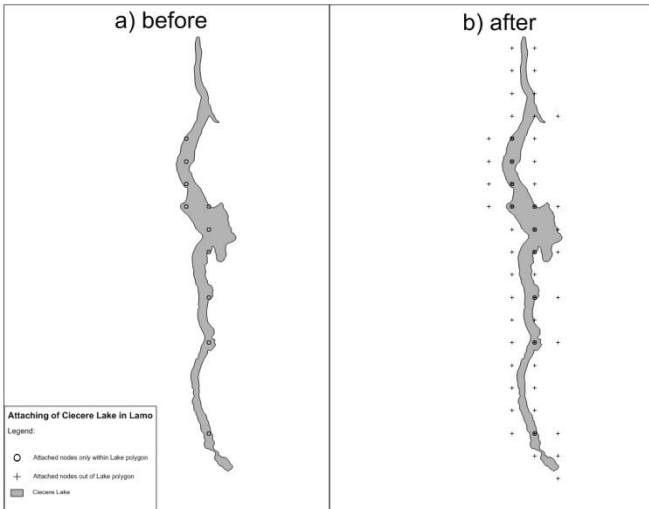 a) before
b) after
Attaching of Ciecere Lake in Lamo
Legend:
Attached nodes only within Lake polygon
Attached nodes out of Lake polygon
Ciecere Lake